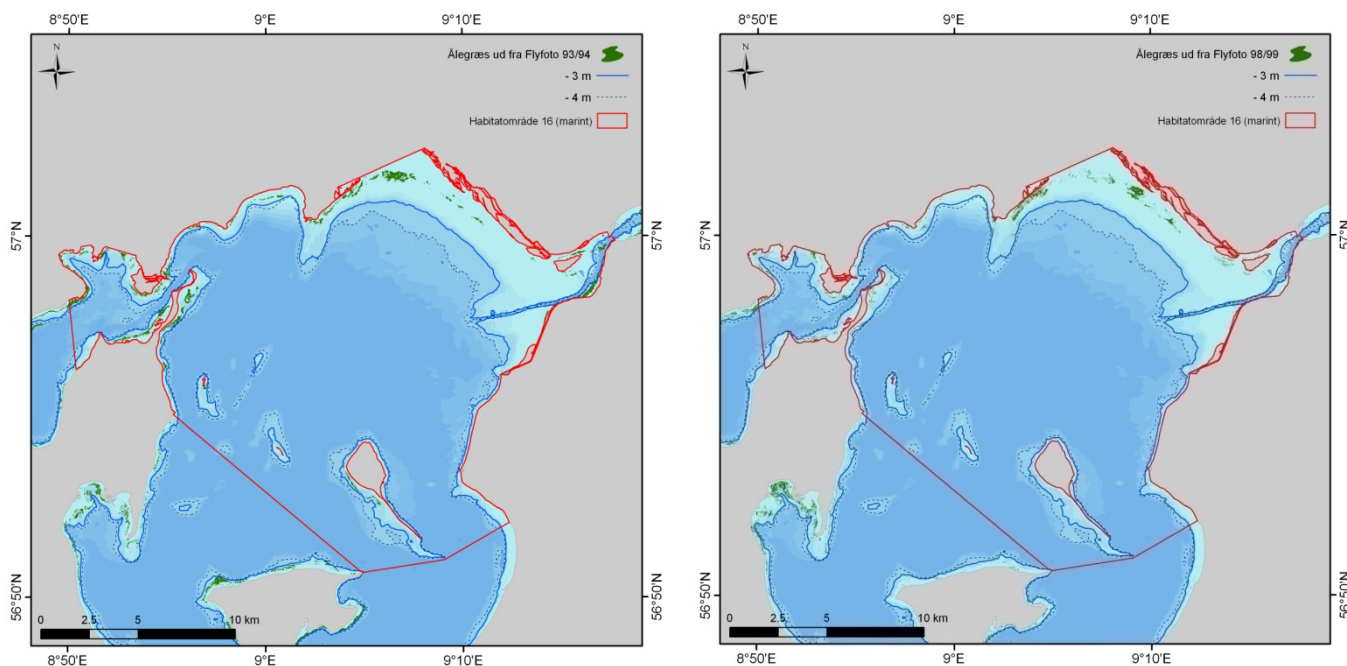 8°50'E 9°E 9°10'E
N
Ålegræs ud fra Flyfoto 93/94
- 3 m
- 4 m
Habitatområde 16 (marint)
57°N 57°N
56°50'N 56°50'N
0 2.5 5 10 km
8°50'E 9°E 9°10'E
8°50'E 9°E 9°10'E
N
Ålegræs ud fra Flyfoto 98/99
- 3 m
- 4 m
Habitatområde 16 (marint)
57°N 57°N
56°50'N 56°50'N
0 2.5 5 10 km
8°50'E 9°E 9°10'E